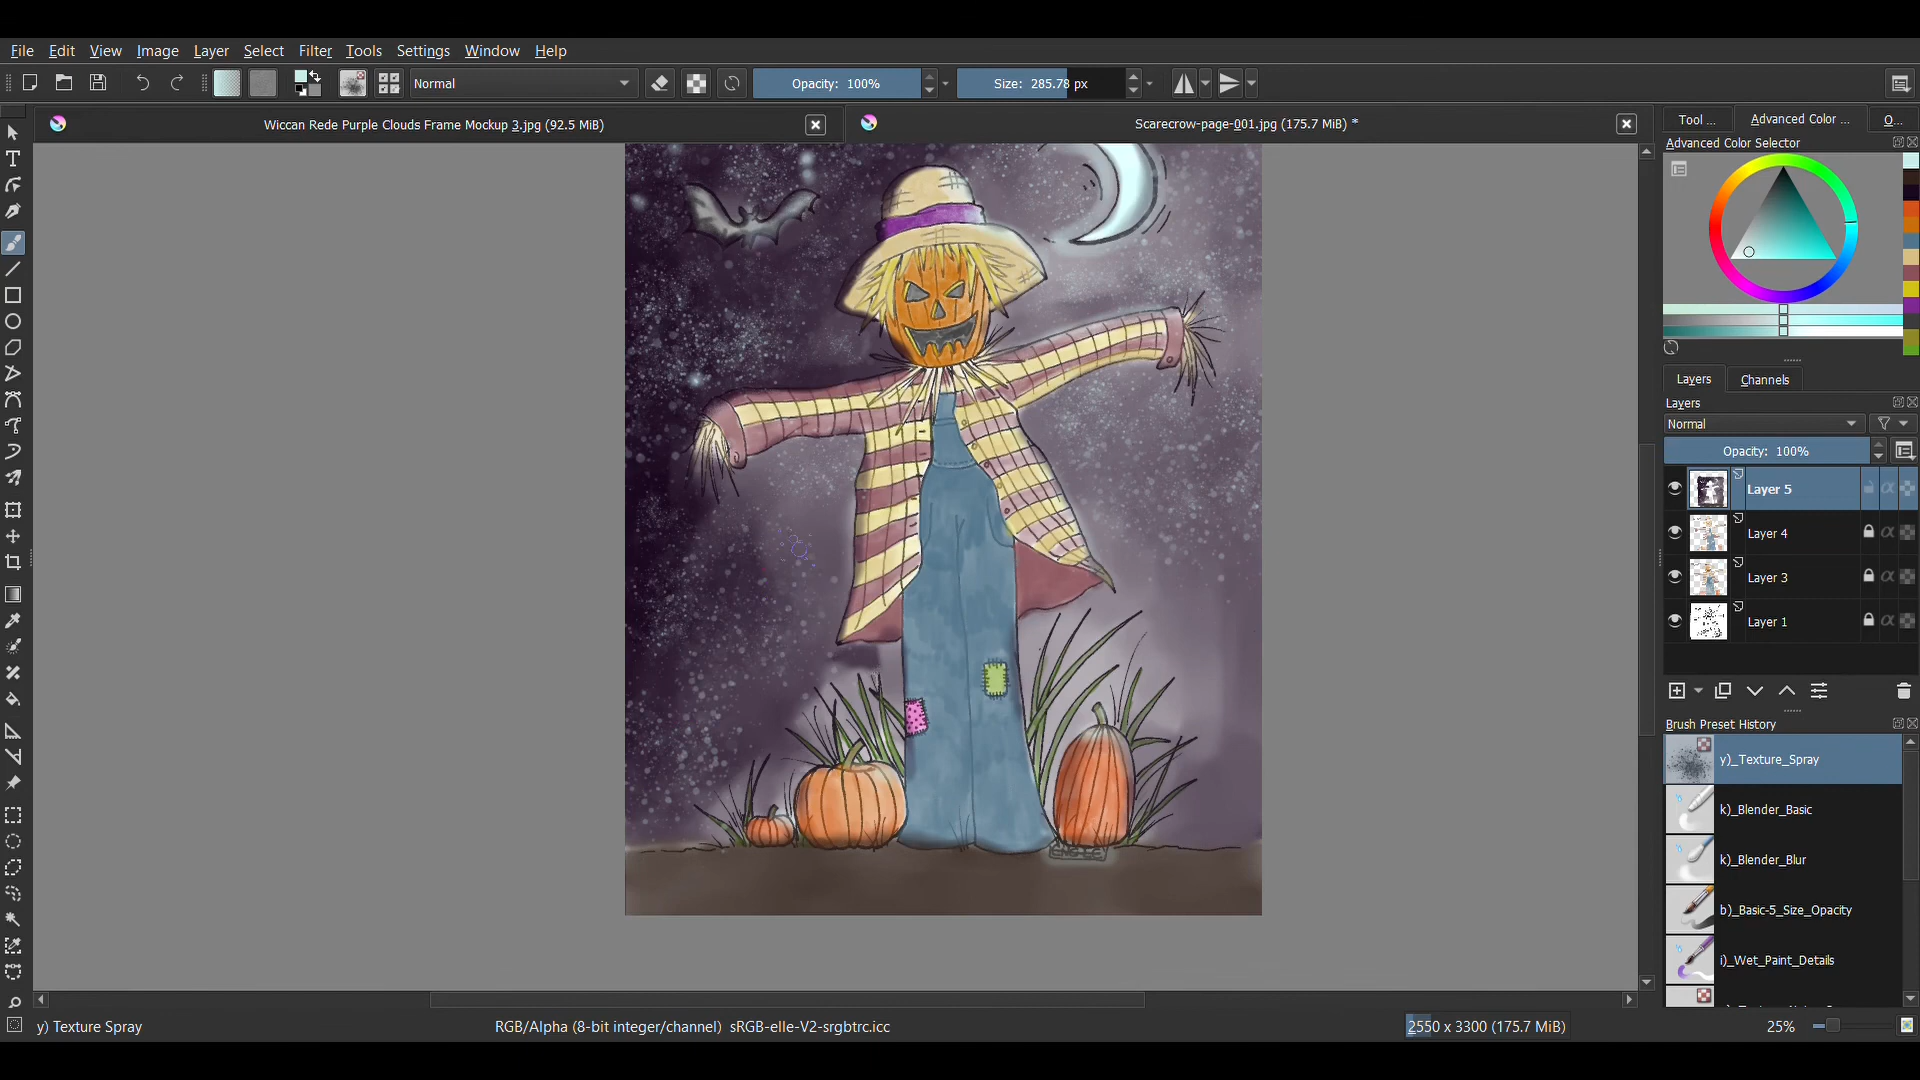 File Edit View Image Layer Select Filter Tools Settings Window Help
Normal Opacity: 100% Size: 285.78 px
Wiccan Rede Purple Clouds Frame Mockup 3.jpg (92.5 MiB) Scarecrow-page-001.jpg (175.7 MiB) *
Tool ... Advanced Color ... O...
Advanced Color Selector
Layers Channels
Layers
Normal
Opacity: 100%
Layer 5
Layer 4
Layer 3
Layer 1
Brush Preset History
y)_Texture_Spray
k)_Blender_Basic
k)_Blender_Blur
b)_Basic-5_Size_Opacity
i)_Wet_Paint_Details
y) Texture Spray RGB/Alpha (8-bit integer/channel) sRGB-elle-V2-srgbtrc.icc 2550 x 3300 (175.7 MiB) 25%